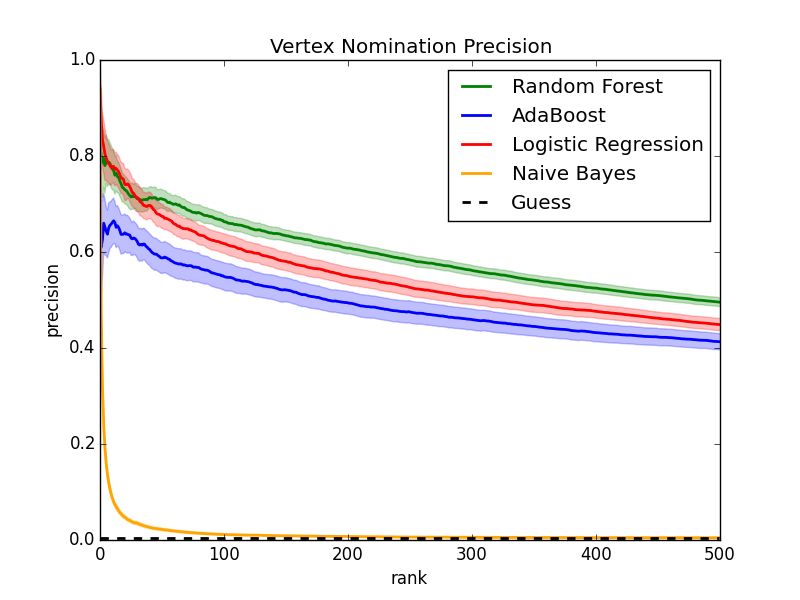 Vertex Nomination Precision
1.0
0.8
0.6
0.4
0.2
0.0
precision
Random Forest
AdaBoost
Logistic Regression
Naive Bayes
Guess
0 100 200 300 400 500
rank